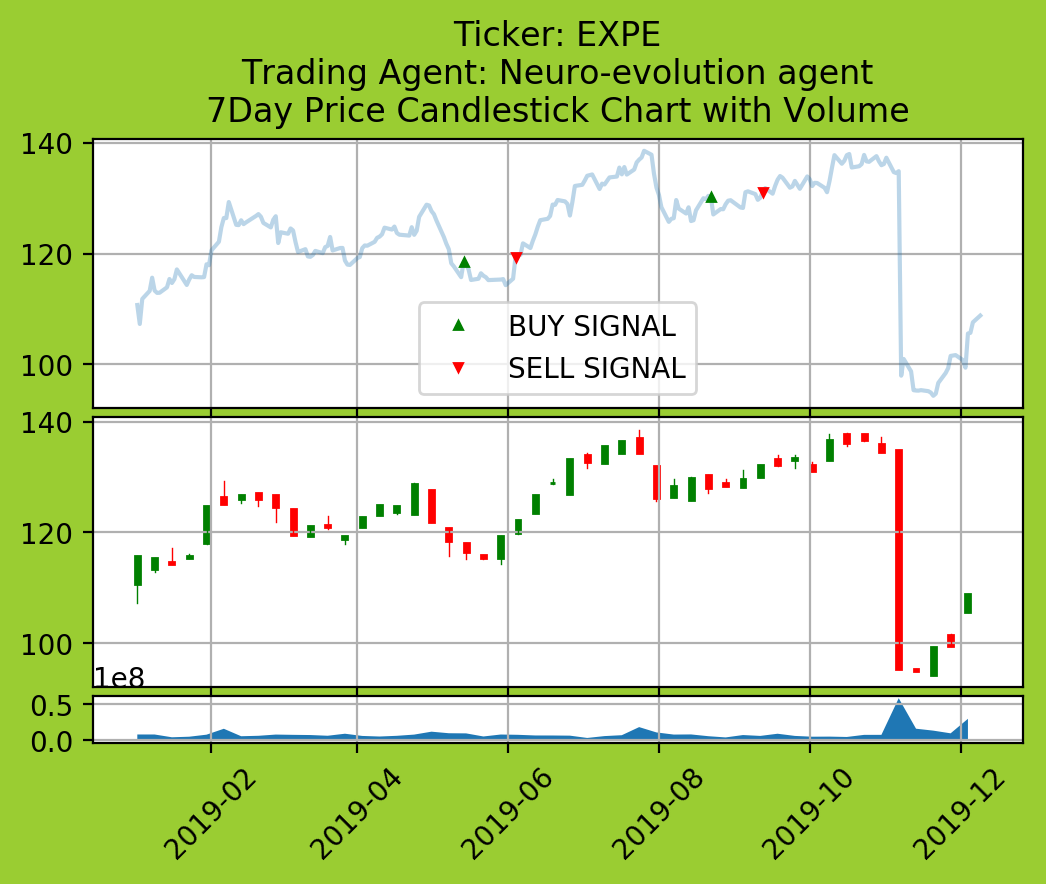 Ticker: EXPE
Trading Agent: Neuro-evolution agent
7Day Price Candlestick Chart with Volume
140
120
100
BUY SIGNAL
SELL SIGNAL
140
120
100
1e8
0.5
0.0
2019-02
2019-04
2019-06
2019-08
2019-10
2019-12